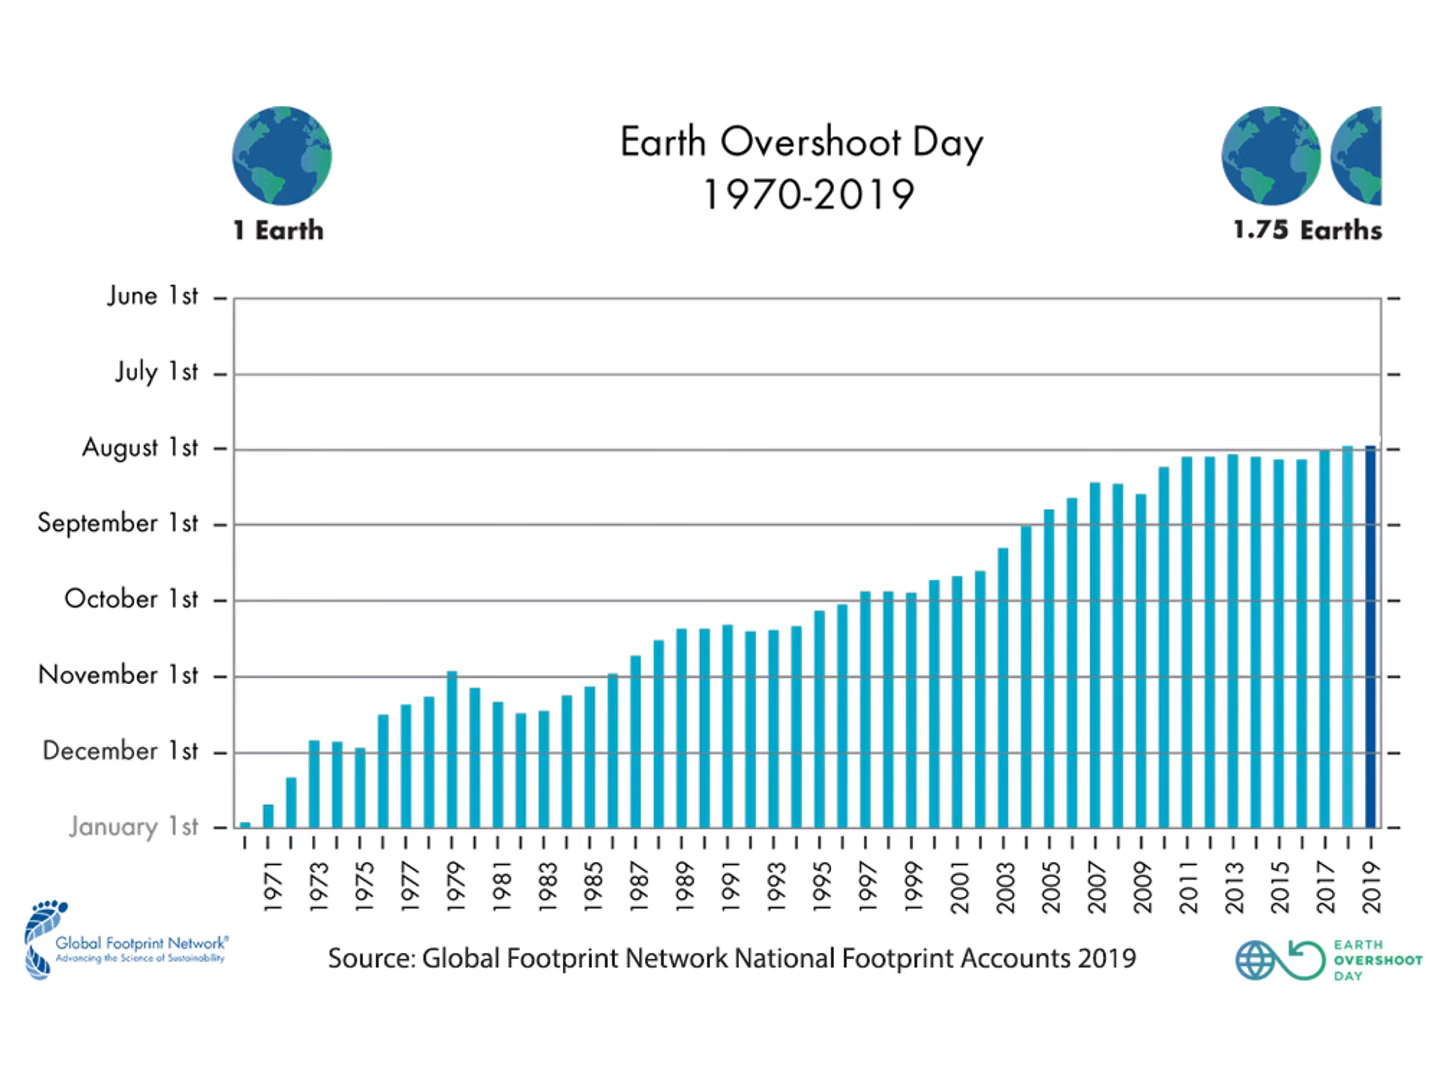 Earth Overshoot Day
1970-2019
1 Earth
1.75 Earths
June 1st
July 1st
August 1st
September 1st
October 1st
November 1st
December 1st
January 1st
1971
1973
1975
1977
1979
1981
1983
1985
1987
1989
1991
1993
1995
1997
1999
2001
2003
2005
2007
2009
2011
2013
2015
2017
2019
Global Footprint Network®
Advancing the Science of Sustainability
Source: Global Footprint Network National Footprint Accounts 2019
EARTH
OVERSHOOT
DAY